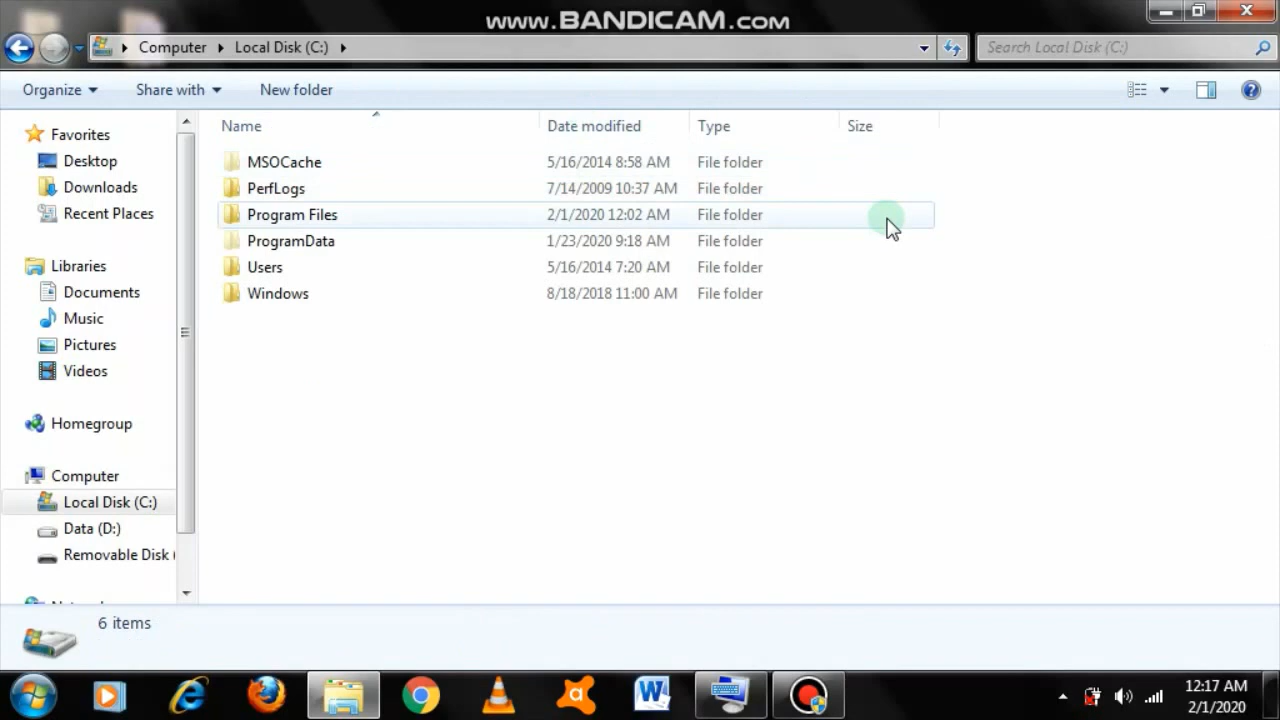 www.BANDICAM.com
Computer Local Disk (C:)
Search Local Disk (C:)
Organize Share with New folder
Name Date modified Type Size
MSOCache 5/16/2014 8:58 AM File folder
PerfLogs 7/14/2009 10:37 AM File folder
Program Files 2/1/2020 12:02 AM File folder
ProgramData 1/23/2020 9:18 AM File folder
Users 5/16/2014 7:20 AM File folder
Windows 8/18/2018 11:00 AM File folder
Favorites
Desktop
Downloads
Recent Places
Libraries
Documents
Music
Pictures
Videos
Homegroup
Computer
Local Disk (C:)
Data (D:)
Removable Disk (
6 items
12:17 AM
2/1/2020